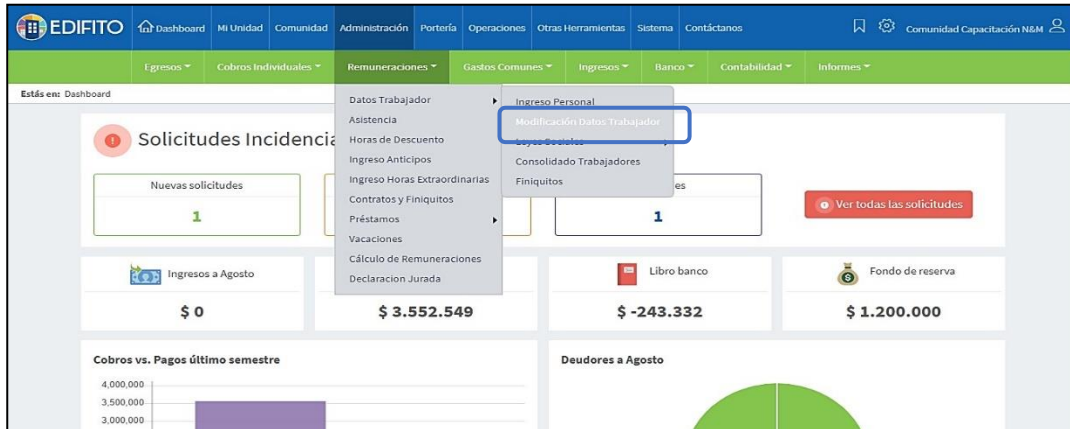 EDIFITO Dashboard Mi Unidad Comunidad Administración Portería Operaciones Otras Herramientas Sistema Contáctanos Comunidad Capacitación N&M
Egresos Cobros Individuales Remuneraciones Gastos Comunes Ingresos Banco Contabilidad Informes
Estás en: Dashboard
Datos Trabajador
Asistencia
Horas de Descuento
Ingreso Anticipos
Ingreso Horas Extraordinarias
Contratos y Finiquitos
Préstamos
Vacaciones
Cálculo de Remuneraciones
Declaracion Jurada
Ingreso Personal
Modificación Datos Trabajador
Leyes Sociales
Consolidado Trabajadores
Finiquitos
Solicitudes Incidencia
Nuevas solicitudes
1
es
1
Ver todas las solicitudes
Ingresos a Agosto
$ 0
$ 3.552.549
Libro banco
$ -243.332
Fondo de reserva
$ 1.200.000
Cobros vs. Pagos último semestre
4,000,000
3,500,000
3,000,000
Deudores a Agosto